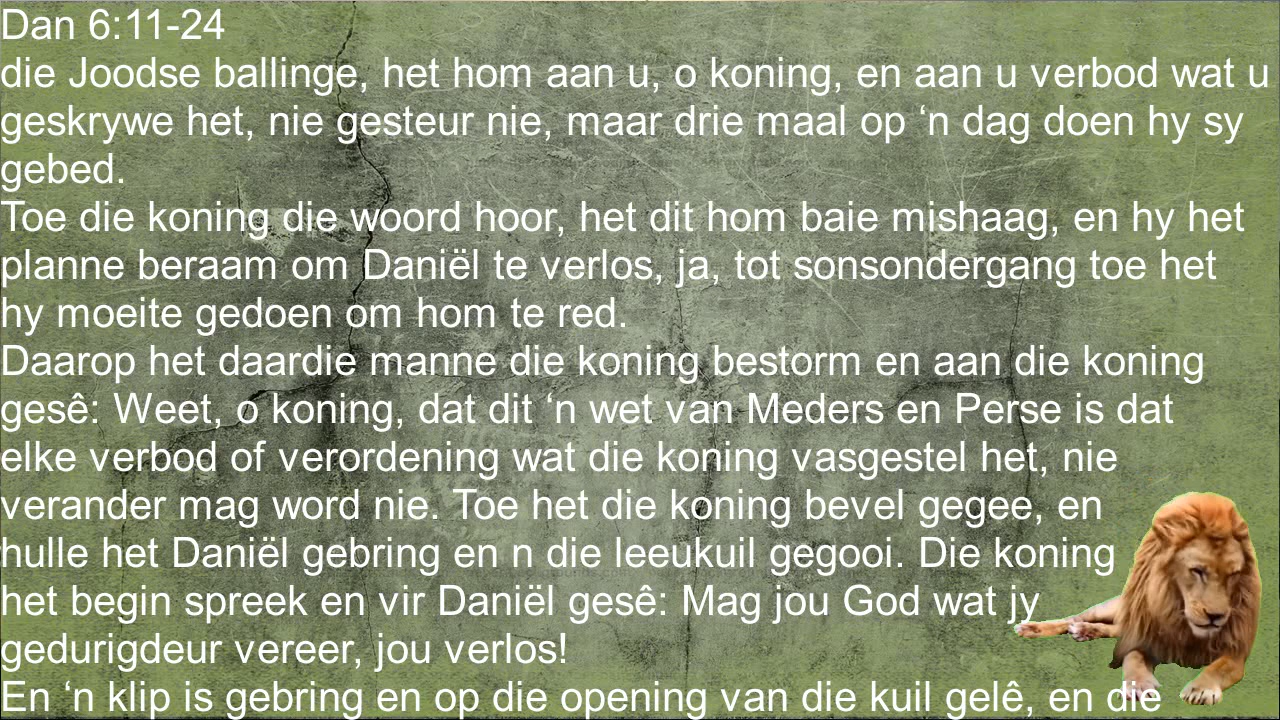 Dan 6:11-24
die Joodse ballinge, het hom aan u, o koning, en aan u verbod wat u
geskrywe het, nie gesteur nie, maar drie maal op ‘n dag doen hy sy
gebed.
Toe die koning die woord hoor, het dit hom baie mishaag, en hy het
planne beraam om Daniël te verlos, ja, tot sonsondergang toe het
hy moeite gedoen om hom te red.
Daarop het daardie manne die koning bestorm en aan die koning
gesê: Weet, o koning, dat dit ‘n wet van Meders en Perse is dat
elke verbod of verordening wat die koning vasgestel het, nie
verander mag word nie. Toe het die koning bevel gegee, en
hulle het Daniël gebring en n die leeukuil gegooi. Die koning
het begin spreek en vir Daniël gesê: Mag jou God wat jy
gedurigdeur vereer, jou verlos!
En ‘n klip is gebring en op die opening van die kuil gelê, en die